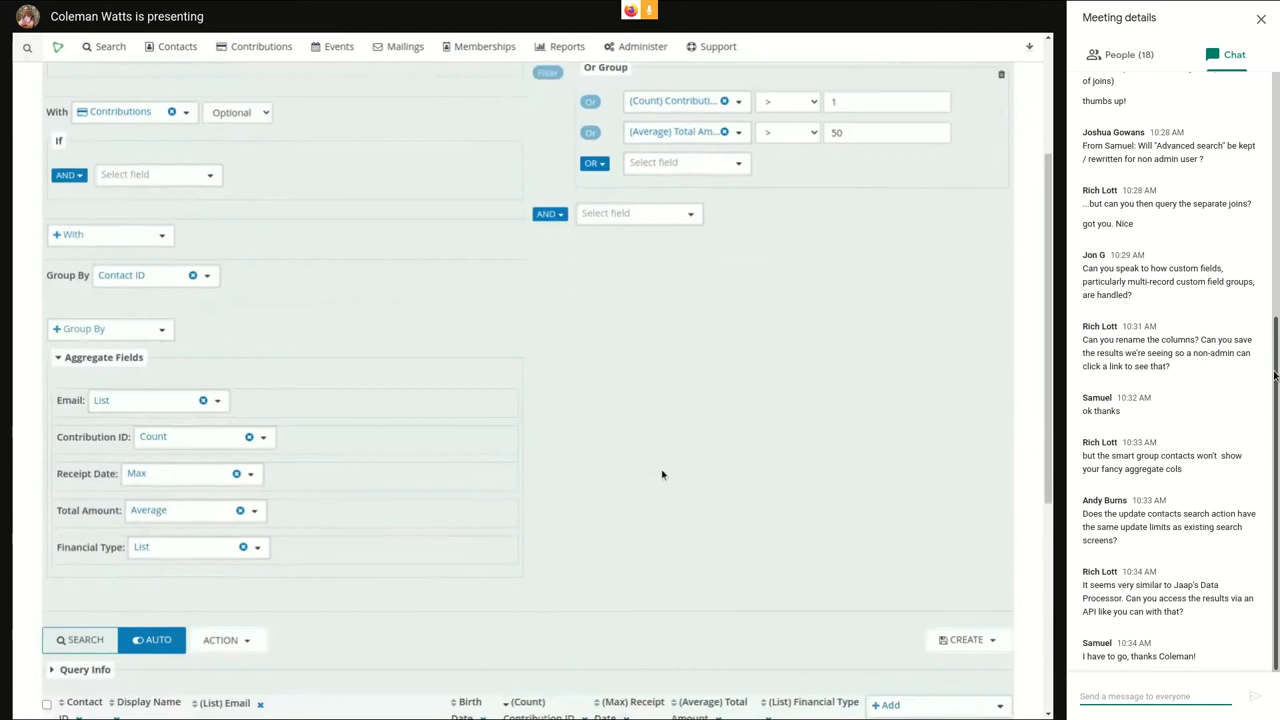 Coleman Watts is presenting
Search Contacts Contributions Events Mailings Memberships Reports Administer Support
Filter Or Group
With Contributions Optional
Or (Count) Contributi... > 1
Or (Average) Total Am... > 50
If
OR Select field
AND Select field
AND Select field
+ With
Group By Contact ID
+ Group By
Aggregate Fields
Email: List
Contribution ID: Count
Receipt Date: Max
Total Amount: Average
Financial Type: List
SEARCH AUTO ACTION CREATE
Query Info
Contact Display Name (List) Email Birth (Count) (Max) Receipt (Average) Total (List) Financial Type + Add
ID Date Contribution ID Date Amount
Meeting details
People (18) Chat
of joins)
thumbs up!
Joshua Gowans 10:28 AM
From Samuel: Will "Advanced search" be kept
/ rewritten for non admin user ?
Rich Lott 10:28 AM
...but can you then query the separate joins?
got you. Nice
Jon G 10:29 AM
Can you speak to how custom fields,
particularly multi-record custom field groups,
are handled?
Rich Lott 10:31 AM
Can you rename the columns? Can you save
the results we're seeing so a non-admin can
click a link to see that?
Samuel 10:32 AM
ok thanks
Rich Lott 10:33 AM
but the smart group contacts won't show
your fancy aggregate cols
Andy Burns 10:33 AM
Does the update contacts search action have
the same update limits as existing search
screens?
Rich Lott 10:34 AM
It seems very similar to Jaap's Data
Processor. Can you access the results via an
API like you can with that?
Samuel 10:34 AM
I have to go, thanks Coleman!
Send a message to everyone